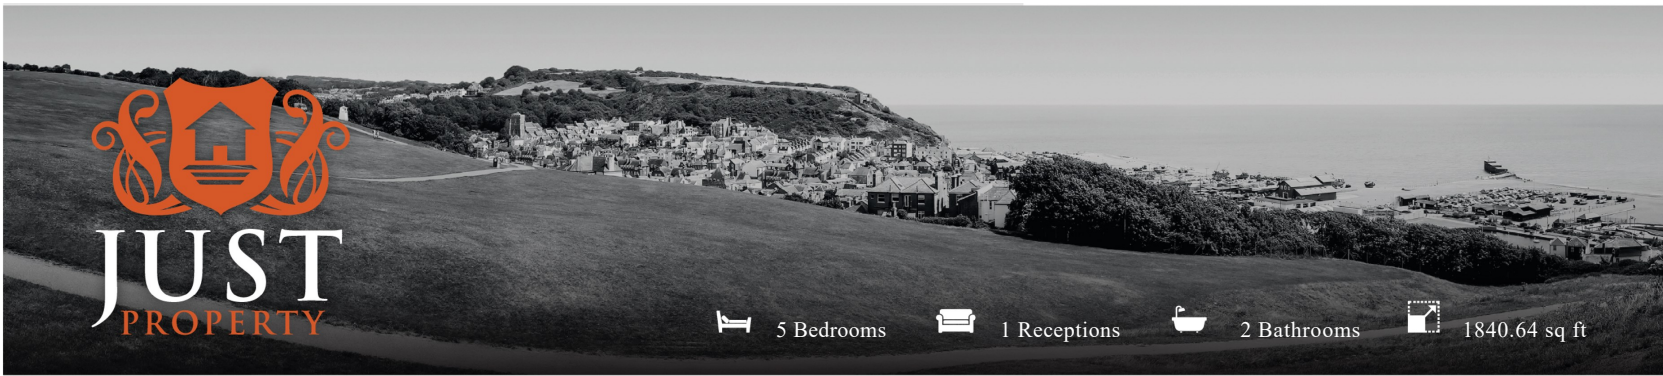 JUST
PROPERTY
5 Bedrooms
1 Receptions
2 Bathrooms
1840.64 sq ft